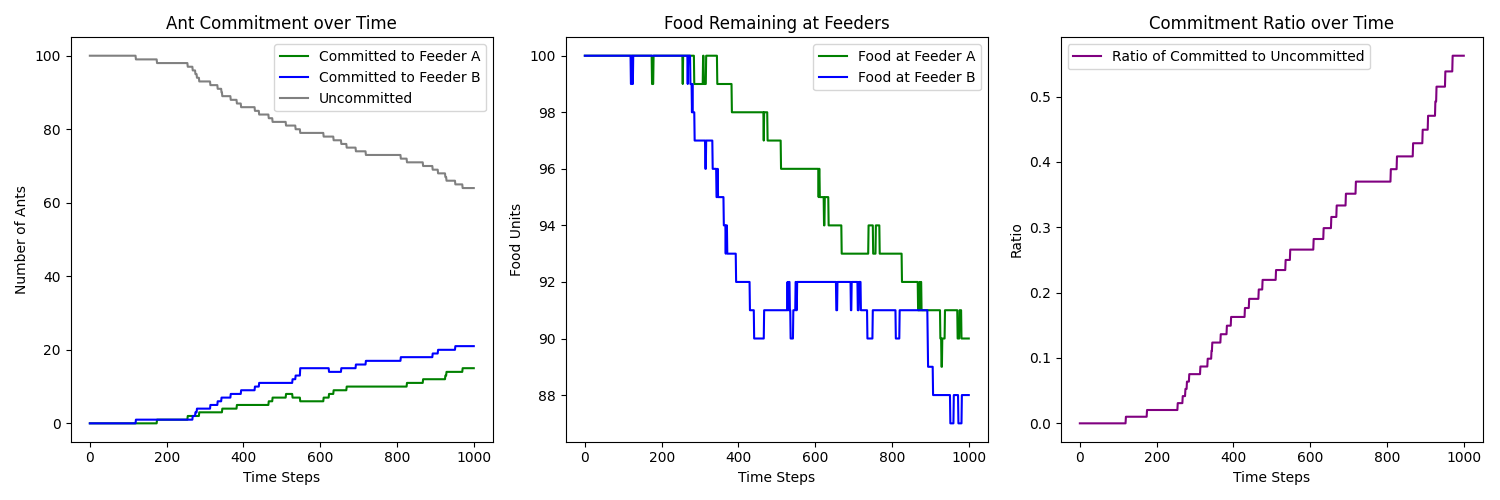 Ant Commitment over Time
Number of Ants
100
80
60
40
20
0
Committed to Feeder A
Committed to Feeder B
Uncommitted
0 200 400 600 800 1000
Time Steps
Food Remaining at Feeders
Food Units
100
98
96
94
92
90
88
Food at Feeder A
Food at Feeder B
0 200 400 600 800 1000
Time Steps
Commitment Ratio over Time
Ratio
0.5
0.4
0.3
0.2
0.1
0.0
Ratio of Committed to Uncommitted
0 200 400 600 800 1000
Time Steps